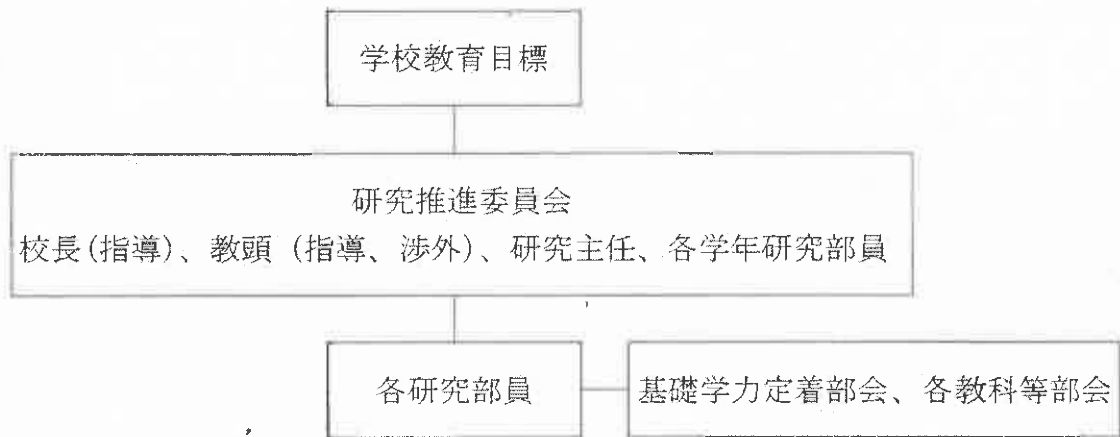 学校教育目標
研究推進委員会
校長(指導)、教頭(指導、渉外)、研究主任、各学年研究部員
各研究部員
基礎学力定着部会、各教科等部会